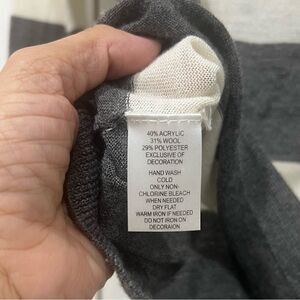 40% ACRYLIC
31% WOOL
29% POLYESTER
EXCLUSIVE OF
DECORATION
HAND WASH
COLD
ONLY NON-
CHLORINE BLEACH
WHEN NEEDED
DRY FLAT
WARM IRON IF NEEDED
DO NOT IRON ON
DECORAION